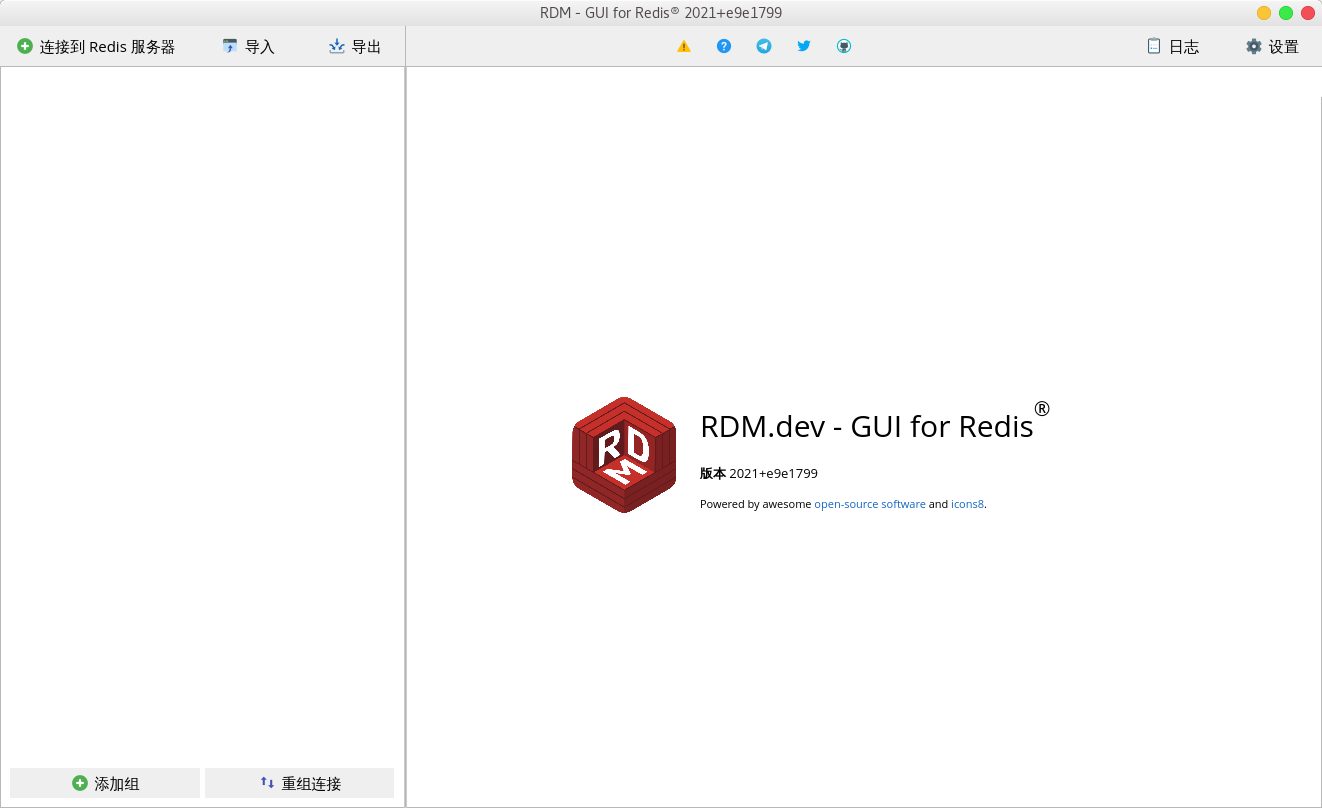 RDM - GUI for Redis® 2021+e9e1799
连接到 Redis 服务器 导入 导出 日志 设置
RDM
RDM.dev - GUI for Redis®
版本 2021+e9e1799
Powered by awesome open-source software and icons8.
添加组 重组连接